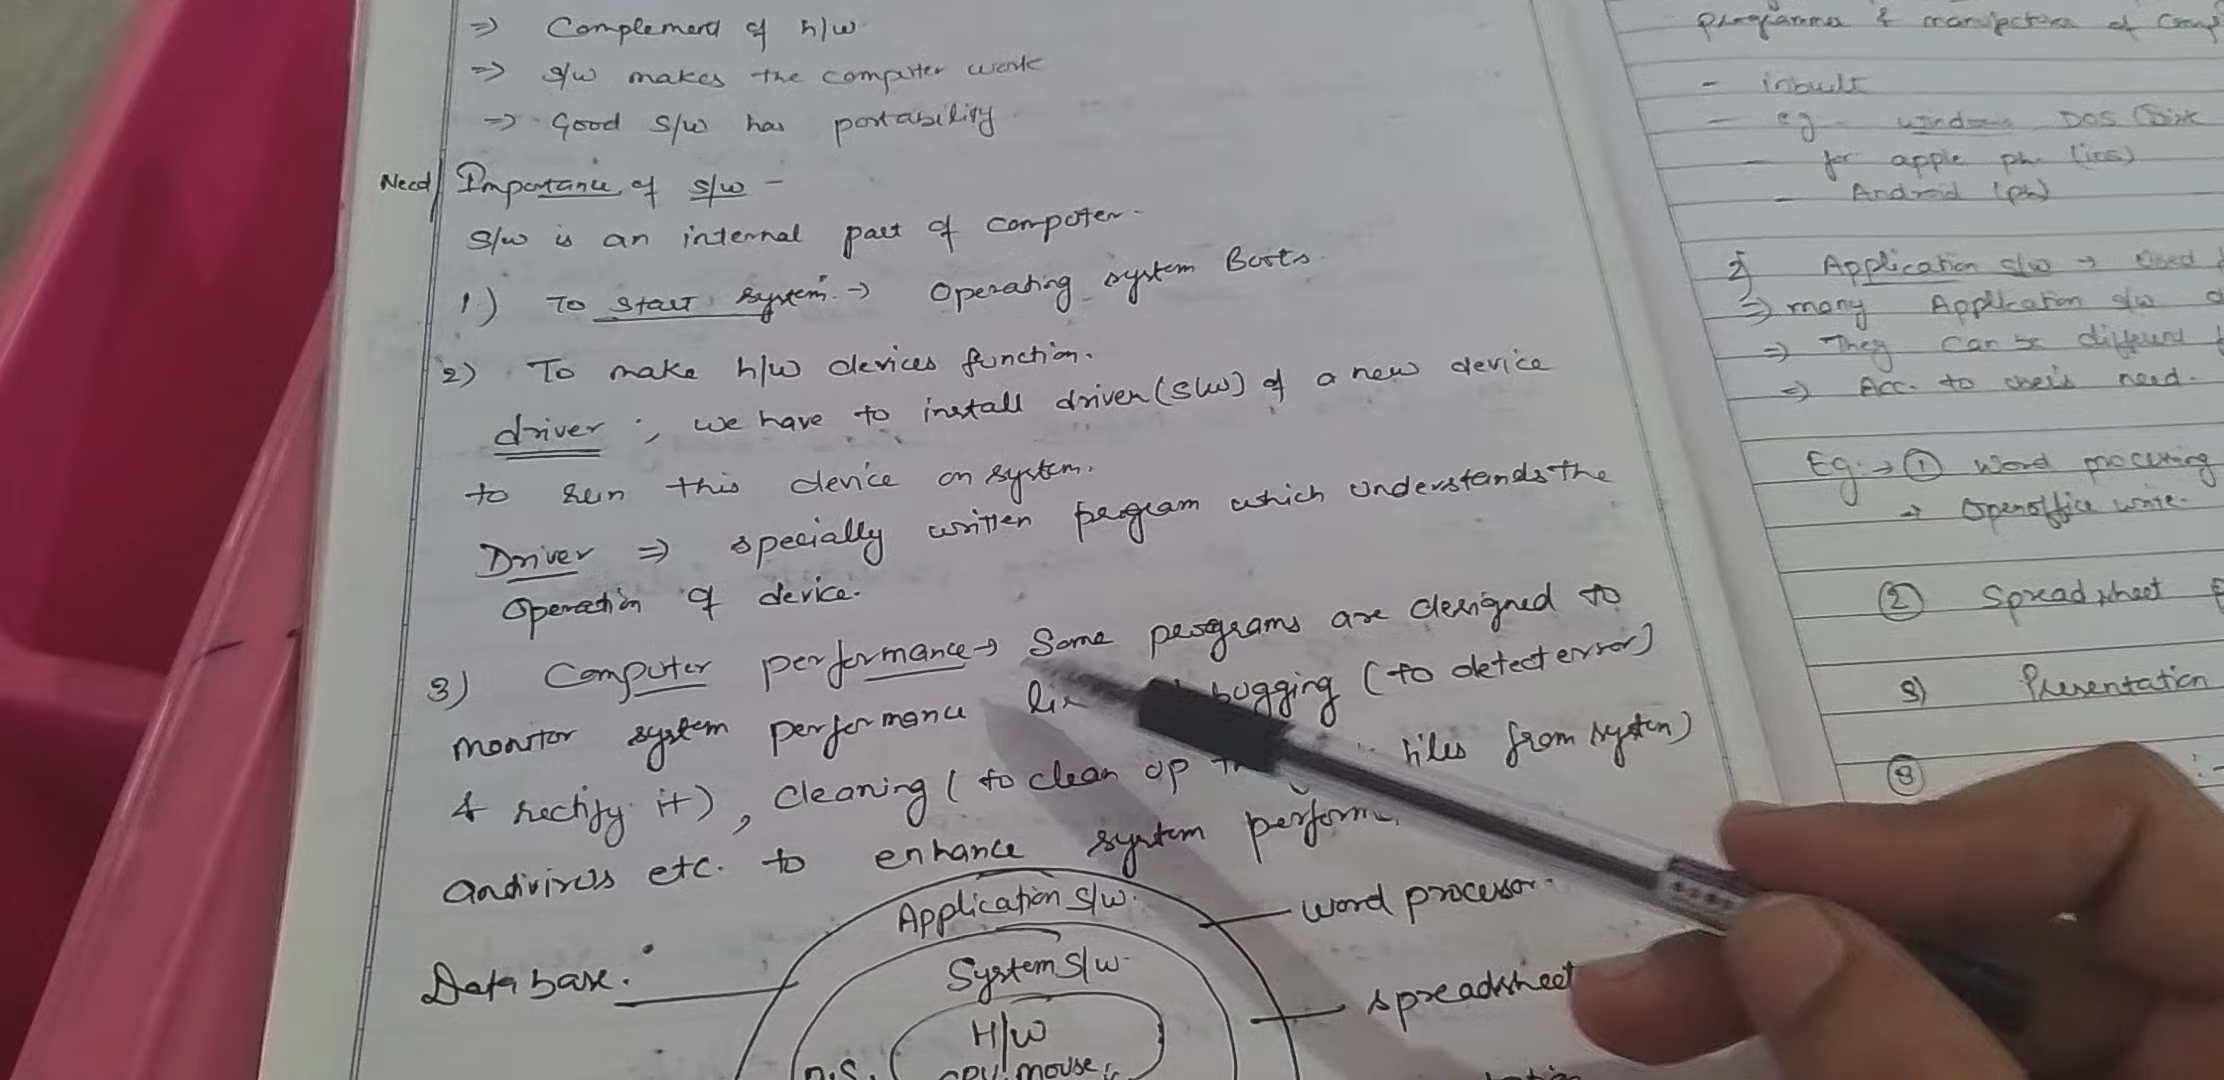 ⇒ Complement of h/w
⇒ S/w makes the computer work
⇒ Good S/w has portability
Need/ Importance of S/w -
S/w is an internal part of computer.
1.) To start system. → Operating system Boots.
2) To make h/w devices function.
driver ; we have to install driver (S/w) of a new device
to run this device on system.
Driver ⇒ specially written program which understands the
Operation of device.
3) Computer performance → Some programs are designed to
monitor system performance bugging (to detect error)
& rectify it), cleaning (to clean up files from system)
Antivirus etc. to enhance system perform
Application S/w.
word processor.
Database.
System S/w.
spreadsheet
H/w
O.S.
CPU mouse
programmer & of
- inbuilt
- eg - windows DOS (Disk
- for apple ph. (ios)
- Android (ph)
2) Application S/w → Used
⇒ many Application S/w
⇒ They can be different
⇒ Acc. to need.
Eg. → ① Word processing
→ Openoffice write.
② Spreadsheet
3) Presentation